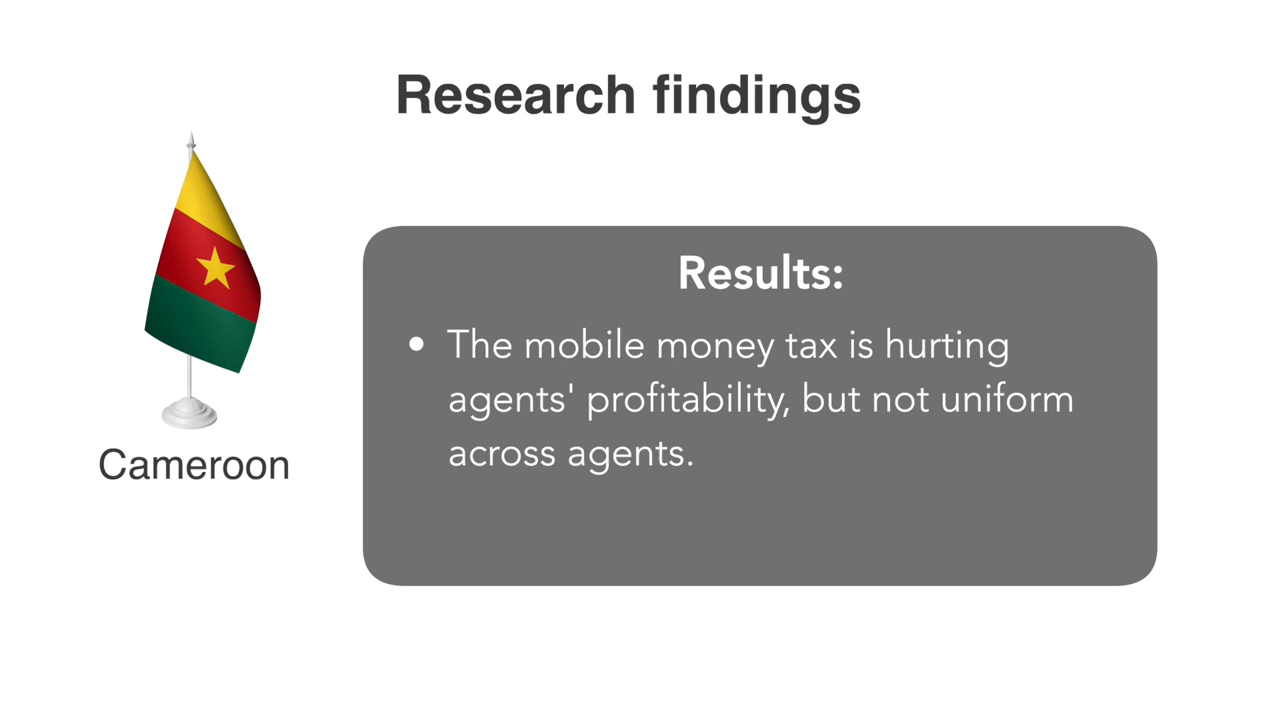 Research findings
Cameroon
Results:
• The mobile money tax is hurting
agents' profitability, but not uniform
across agents.